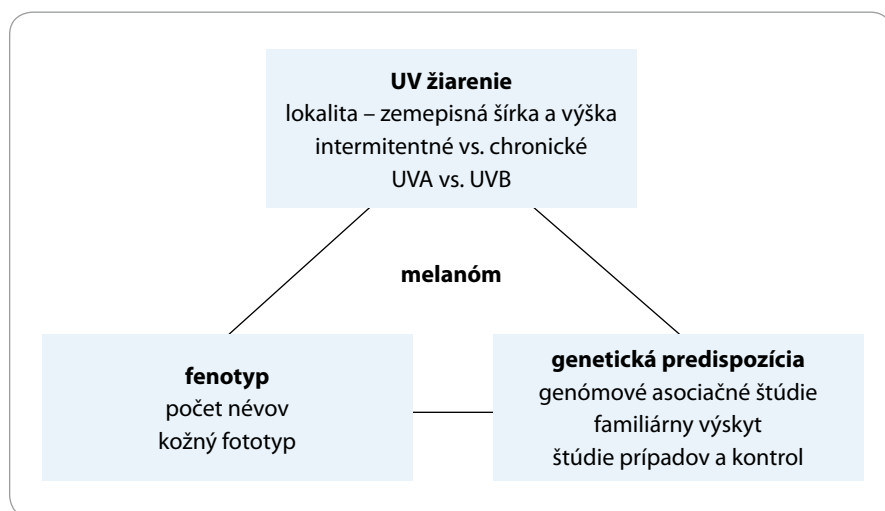 UV žiarenie
lokalita – zemepisná šírka a výška
intermitentné vs. chronické
UVA vs. UVB
melanóm
fenotyp
počet névov
kožný fototyp
genetická predispozícia
genómové asociačné štúdie
familiárny výskyt
štúdie prípadov a kontrol